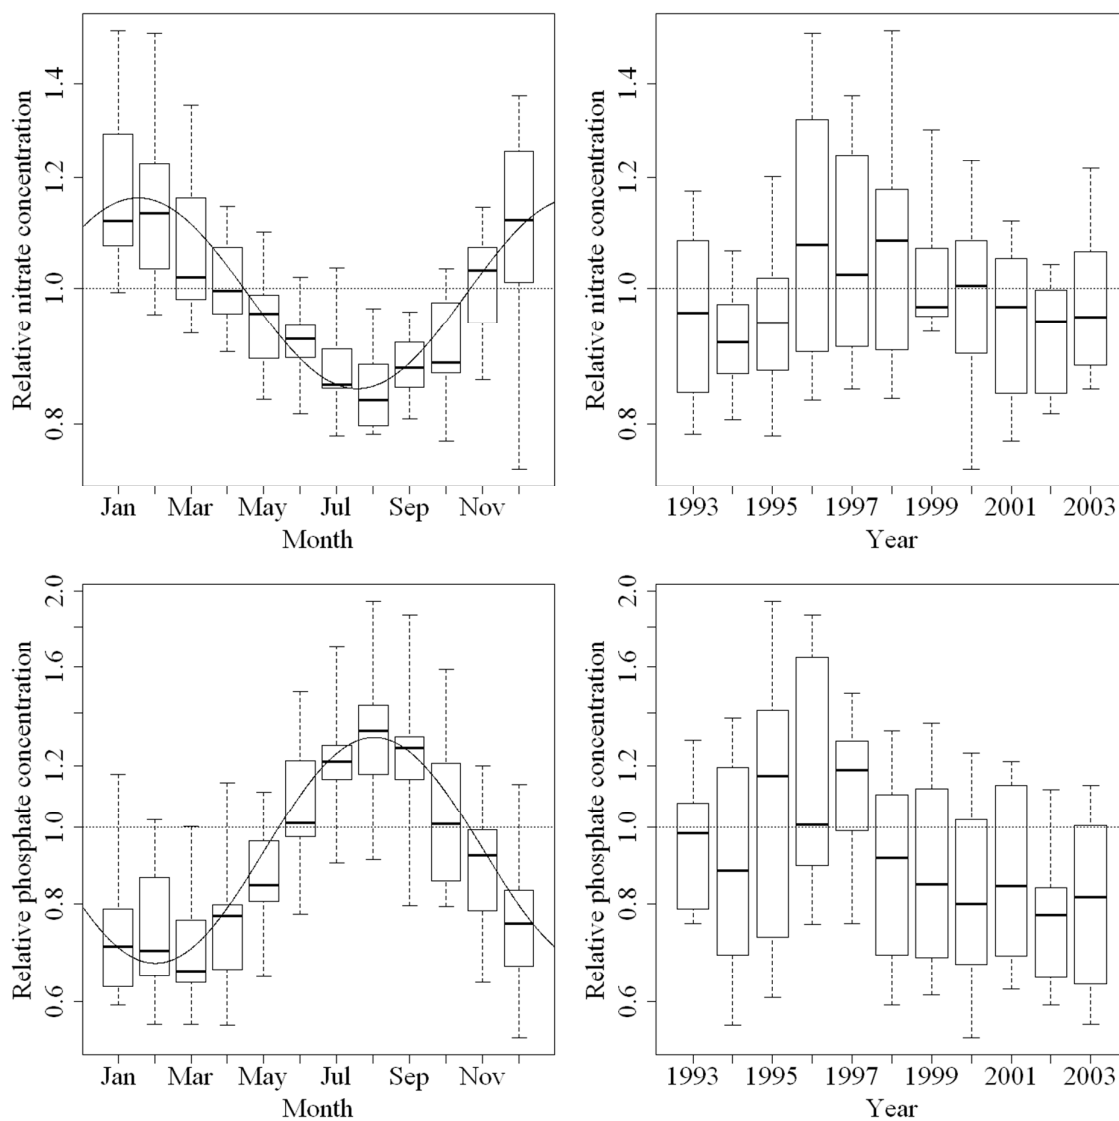 Relative nitrate concentration
1.4
1.2
1.0
0.8
Jan Mar May Jul Sep Nov
Month
Relative nitrate concentration
1.4
1.2
1.0
0.8
1993 1995 1997 1999 2001 2003
Year
Relative phosphate concentration
2.0
1.6
1.2
1.0
0.8
0.6
Jan Mar May Jul Sep Nov
Month
Relative phosphate concentration
2.0
1.6
1.2
1.0
0.8
0.6
1993 1995 1997 1999 2001 2003
Year